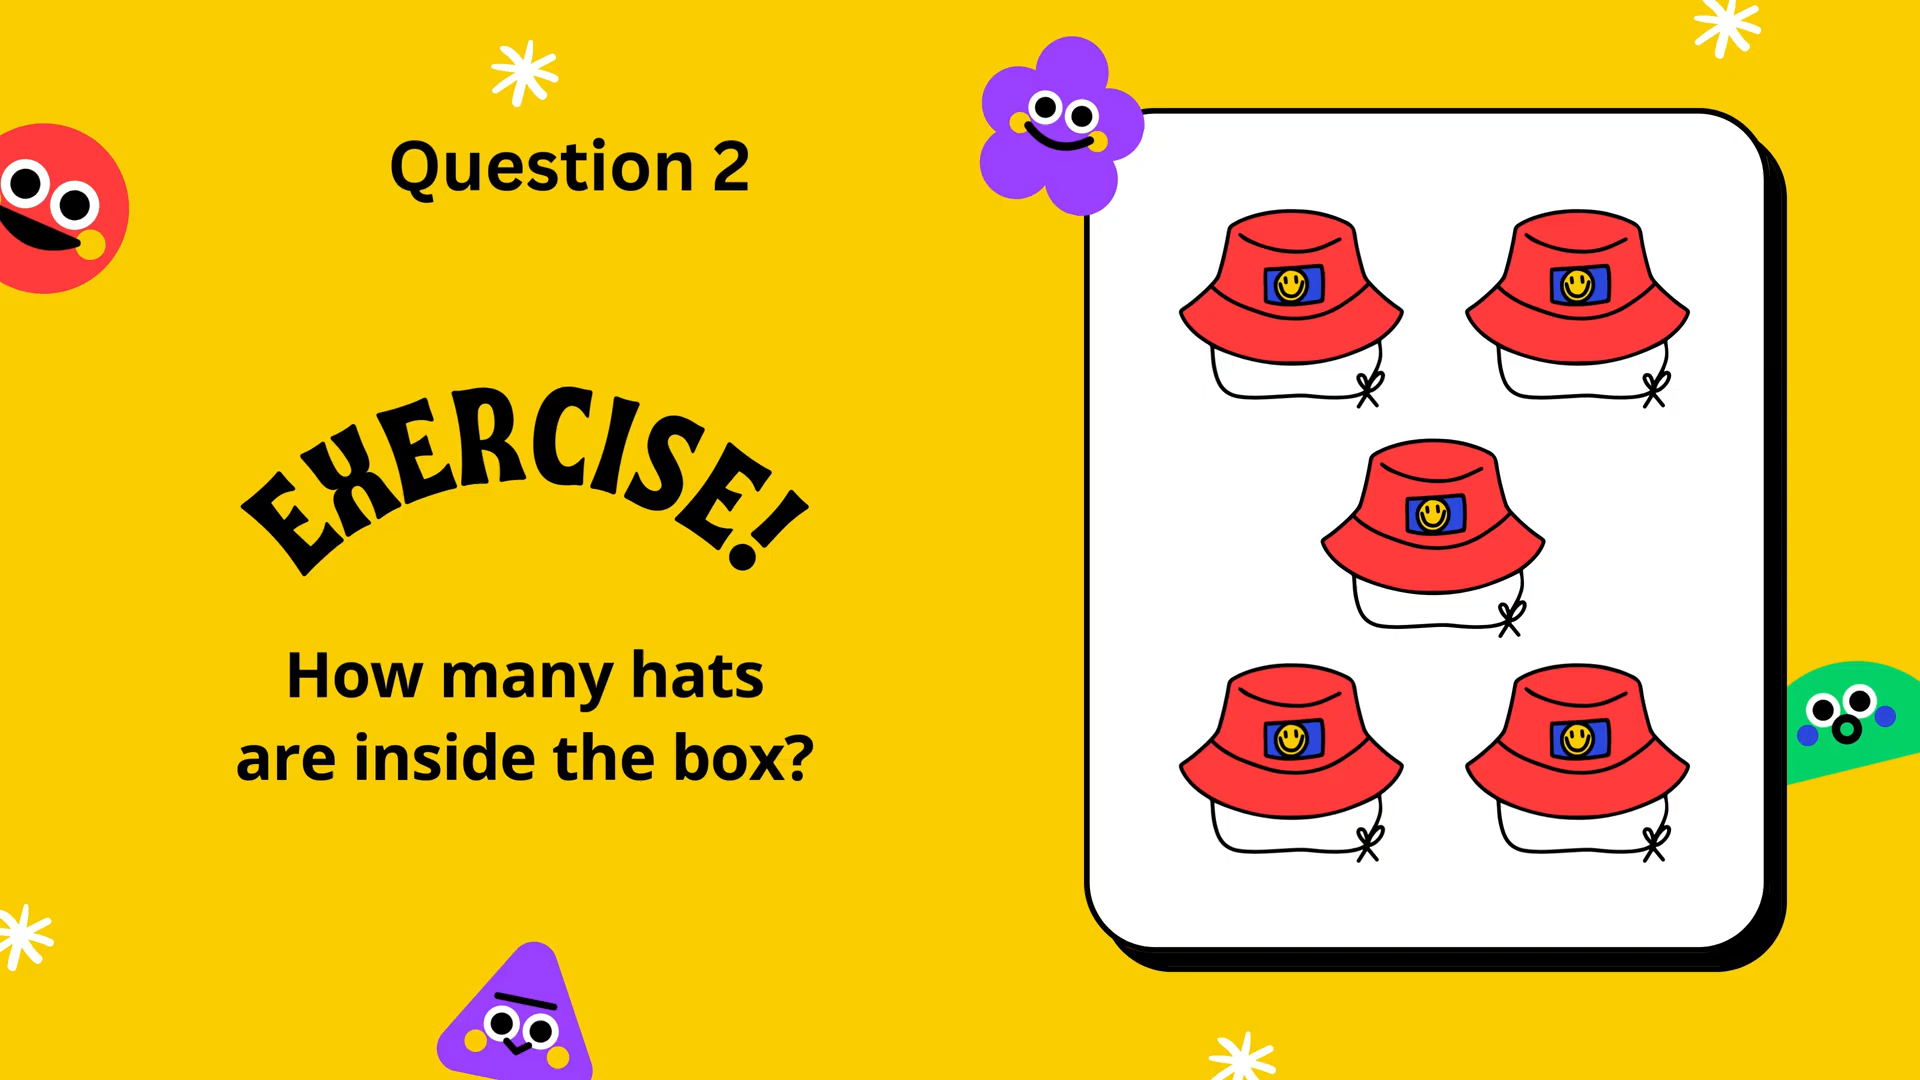 Question 2
EXERCISE!
How many hats
are inside the box?